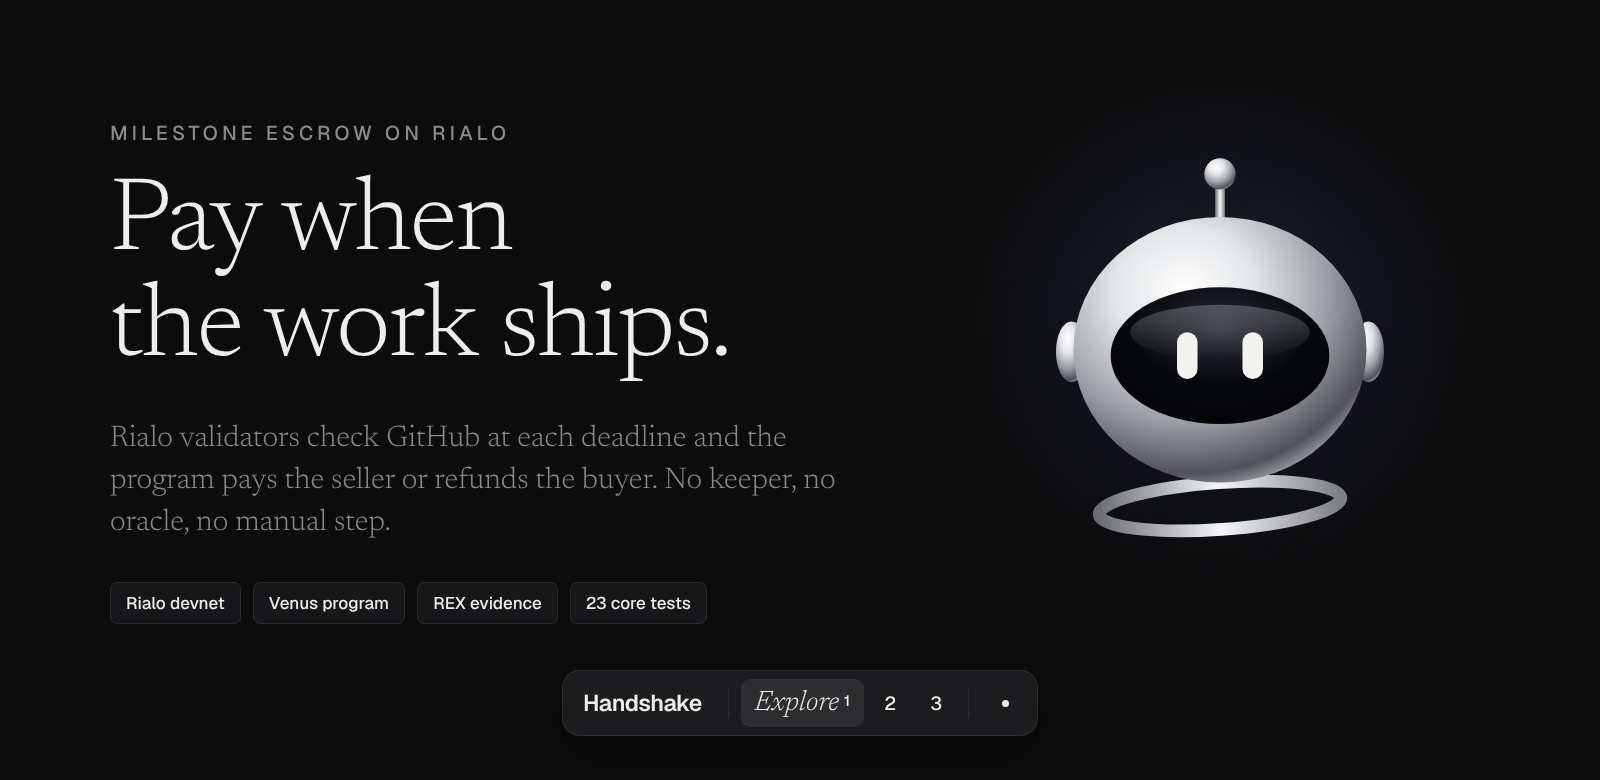 MILESTONE ESCROW ON RIALO
Pay when
the work ships.
Rialo validators check GitHub at each deadline and the
program pays the seller or refunds the buyer. No keeper, no
oracle, no manual step.
Rialo devnet
Venus program
REX evidence
23 core tests
Handshake
Explore 1
2
3